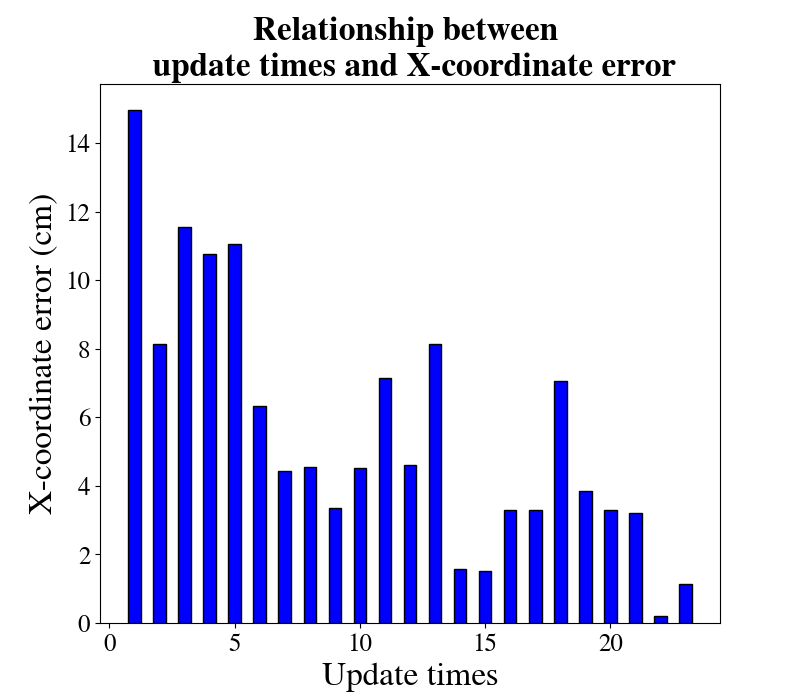 Relationship between
update times and X-coordinate error
X-coordinate error (cm)
14
12
10
8
6
4
2
0
0 5 10 15 20
Update times